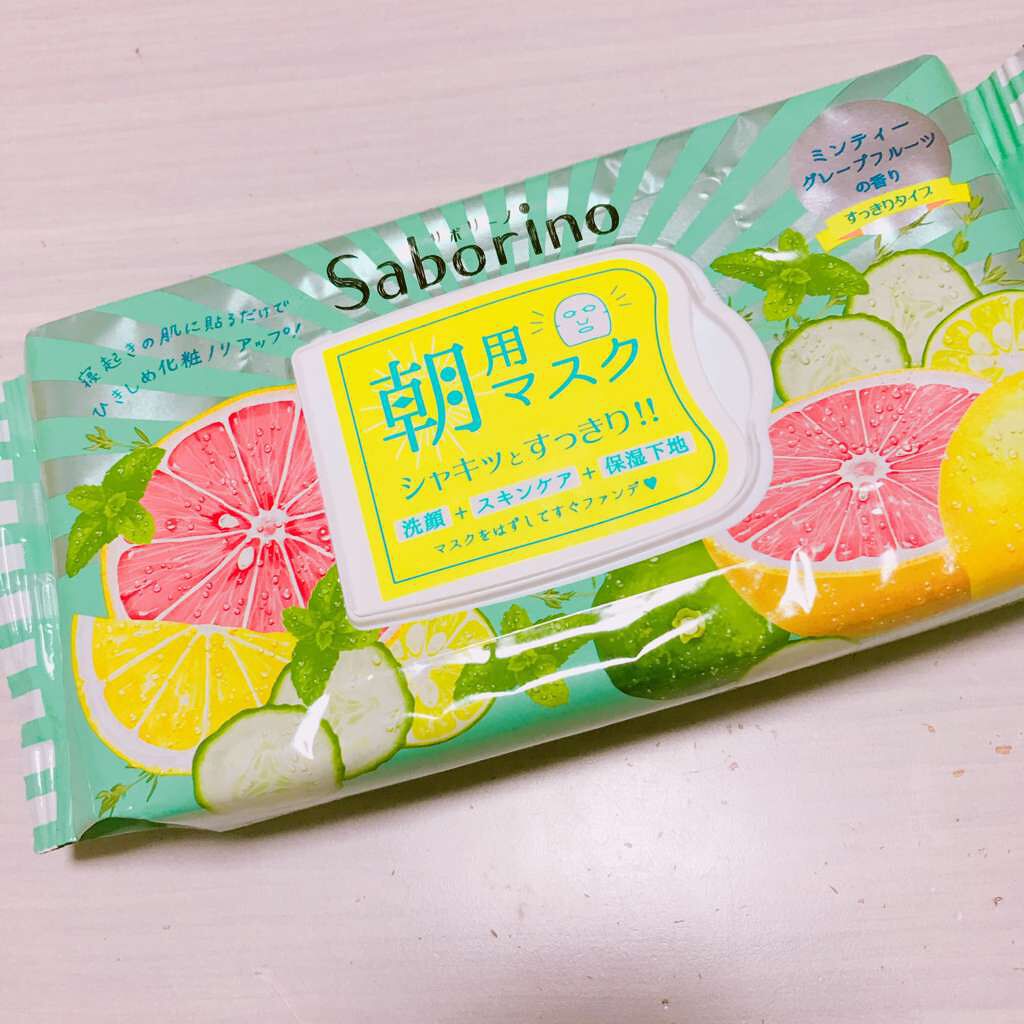 ミンティー
グレープフルーツ
の香り
すっきりタイプ
サボリーノ
Saborino
寝起きの肌に貼るだけで
ひきしめ化粧ノリアップ!
朝用マスク
シャキッとすっきり!!
洗顔+スキンケア+保湿下地
マスクをはずしてすぐファンデ♥